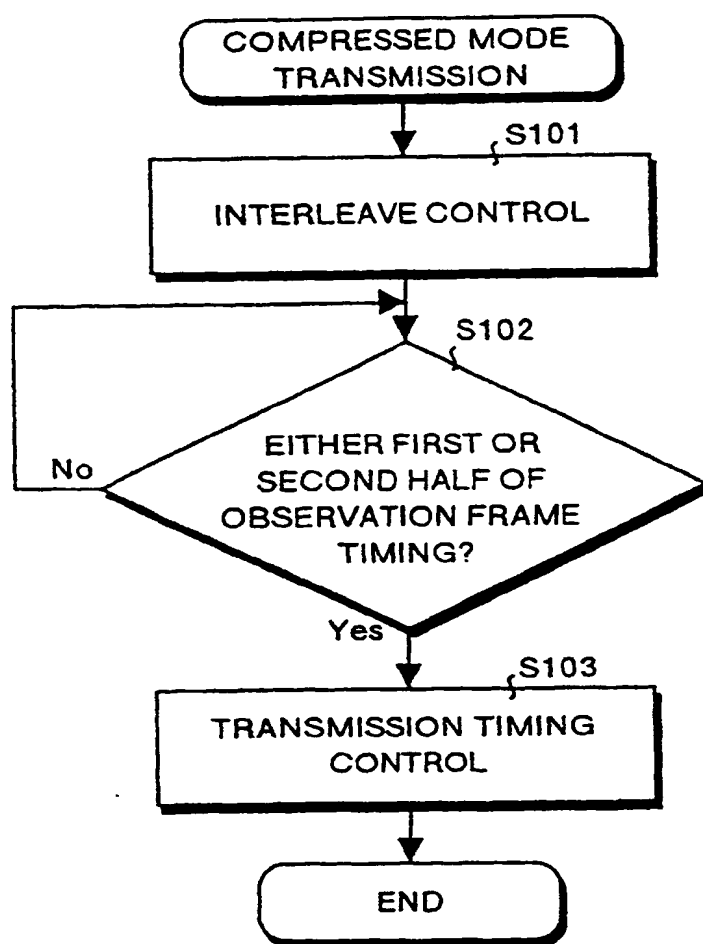 COMPRESSED MODE
TRANSMISSION
S101
INTERLEAVE CONTROL
S102
EITHER FIRST OR
SECOND HALF OF
OBSERVATION FRAME
TIMING?
No
Yes
S103
TRANSMISSION TIMING
CONTROL
END